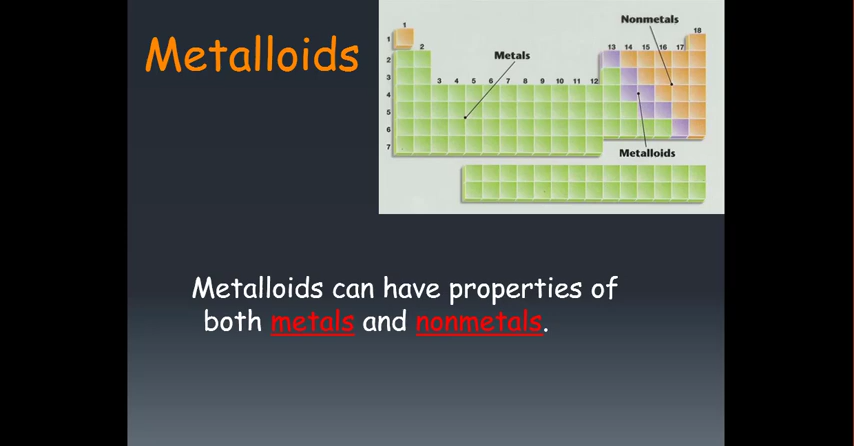 Metalloids
Nonmetals
Metals
Metalloids
1
2
3 4 5 6 7 8 9 10 11 12
13 14 15 16 17
18
1
2
3
4
5
6
7
Metalloids can have properties of
both metals and nonmetals.